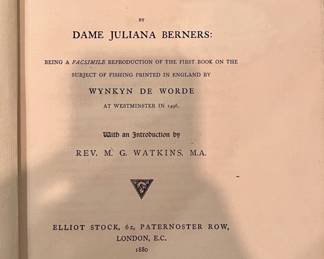 BY
DAME JULIANA BERNERS:
BEING A FACSIMILE REPRODUCTION OF THE FIRST BOOK ON THE
SUBJECT OF FISHING PRINTED IN ENGLAND BY
WYNKYN DE WORDE
AT WESTMINSTER IN 1496.
With an Introduction by
REV. M. G. WATKINS, M.A.
ELLIOT STOCK, 62, PATERNOSTER ROW,
LONDON, E.C.
1880